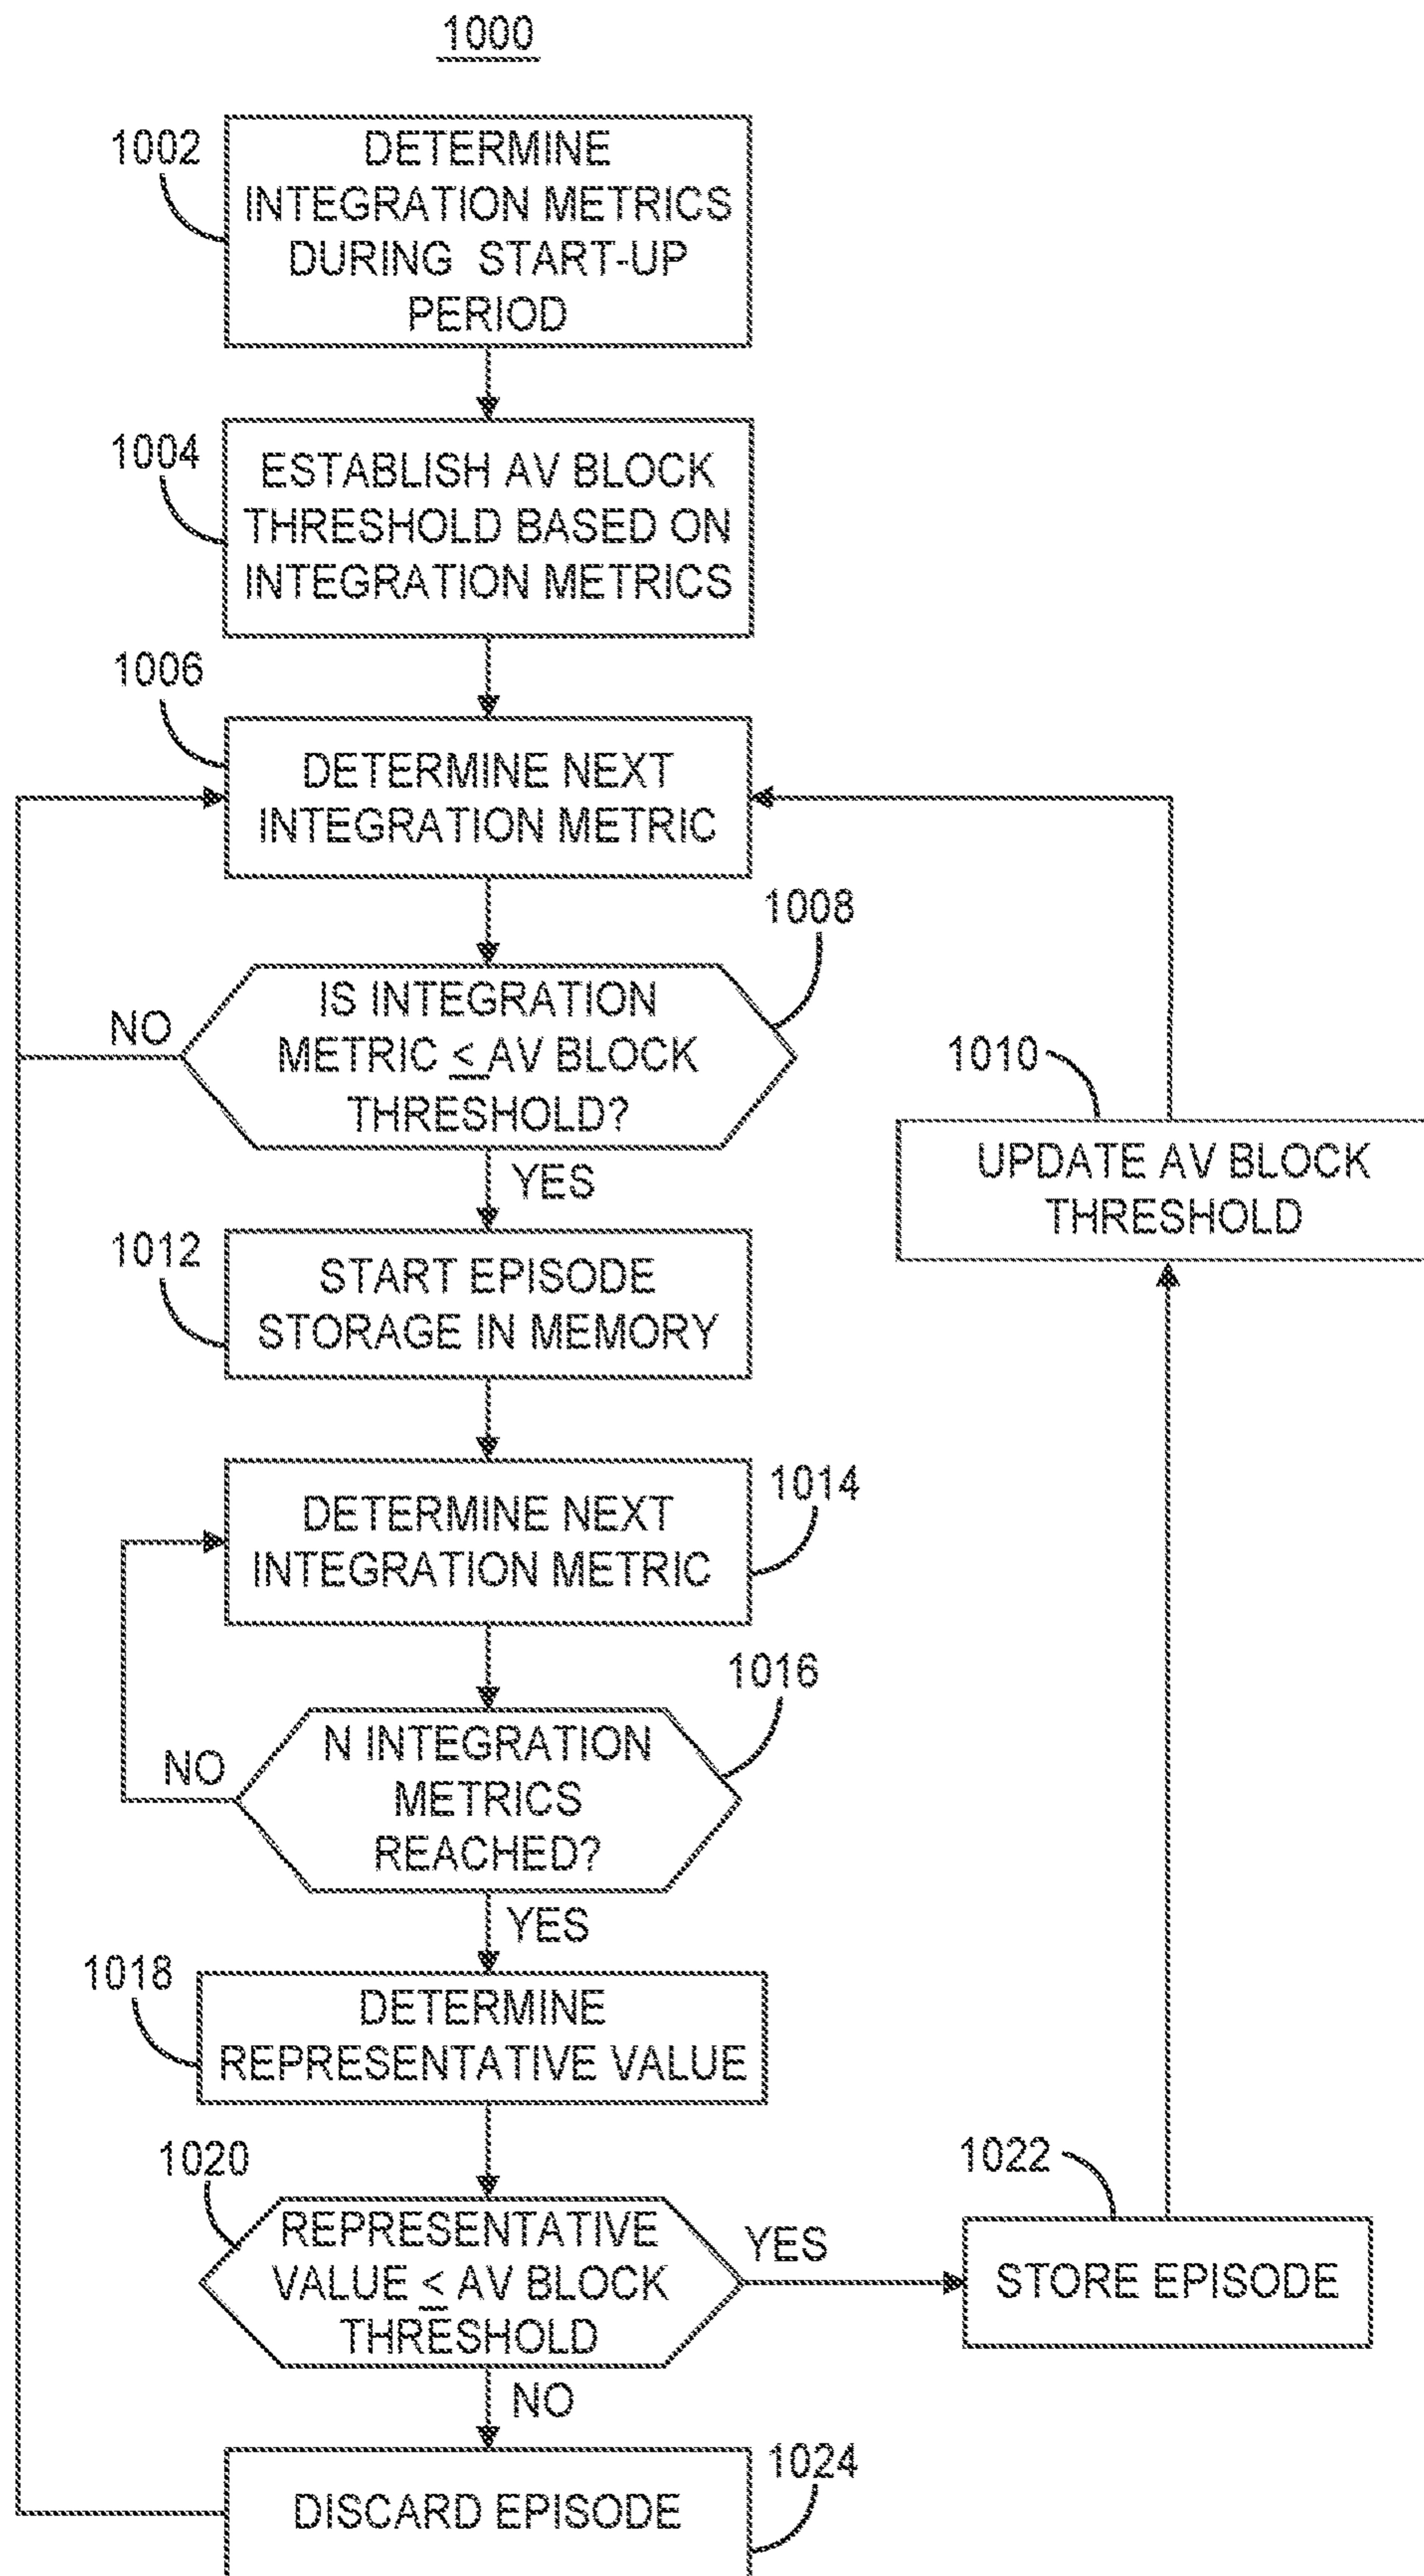 1000
1002
DETERMINE
INTEGRATION METRICS
DURING START-UP
PERIOD
1004
ESTABLISH AV BLOCK
THRESHOLD BASED ON
INTEGRATION METRICS
1006
DETERMINE NEXT
INTEGRATION METRIC
1008
IS INTEGRATION
METRIC ≤ AV BLOCK
THRESHOLD?
NO
YES
1010
UPDATE AV BLOCK
THRESHOLD
1012
START EPISODE
STORAGE IN MEMORY
1014
DETERMINE NEXT
INTEGRATION METRIC
1016
N INTEGRATION
METRICS
REACHED?
NO
YES
1018
DETERMINE
REPRESENTATIVE VALUE
1020
REPRESENTATIVE
VALUE ≤ AV BLOCK
THRESHOLD
YES
1022
STORE EPISODE
NO
1024
DISCARD EPISODE